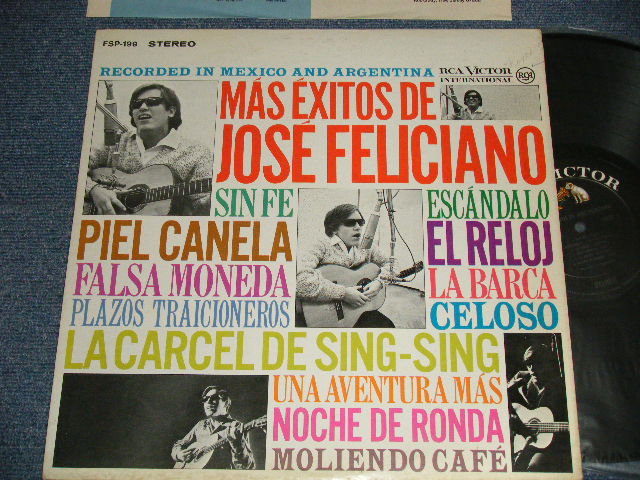 FSP-198 STEREO
RECORDED IN MEXICO AND ARGENTINA
RCA VICTOR
INTERNATIONAL
RCA
MÁS ÉXITOS DE
JOSÉ FELICIANO
SIN FE
ESCÁNDALO
PIEL CANELA
EL RELOJ
FALSA MONEDA
LA BARCA
PLAZOS TRAICIONEROS
CELOSO
LA CARCEL DE SING-SING
UNA AVENTURA MÁS
NOCHE DE RONDA
MOLIENDO CAFÉ
VICTOR